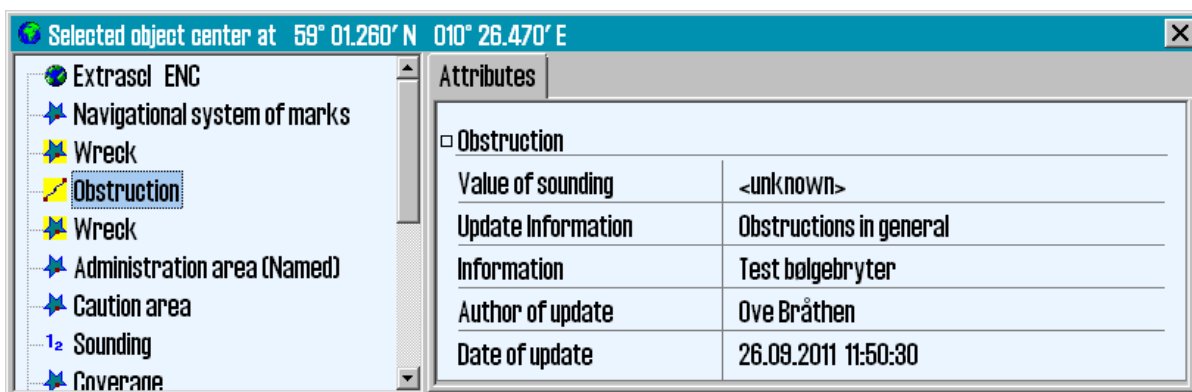 Selected object center at 59° 01.260′ N 010° 26.470′ E
Extrascl ENC
Navigational system of marks
Wreck
Obstruction
Wreck
Administration area (Named)
Caution area
1₂ Sounding
Coverage
Attributes
Obstruction
Value of sounding <unknown>
Update Information Obstructions in general
Information Test bølgebryter
Author of update Ove Bråthen
Date of update 26.09.2011 11:50:30